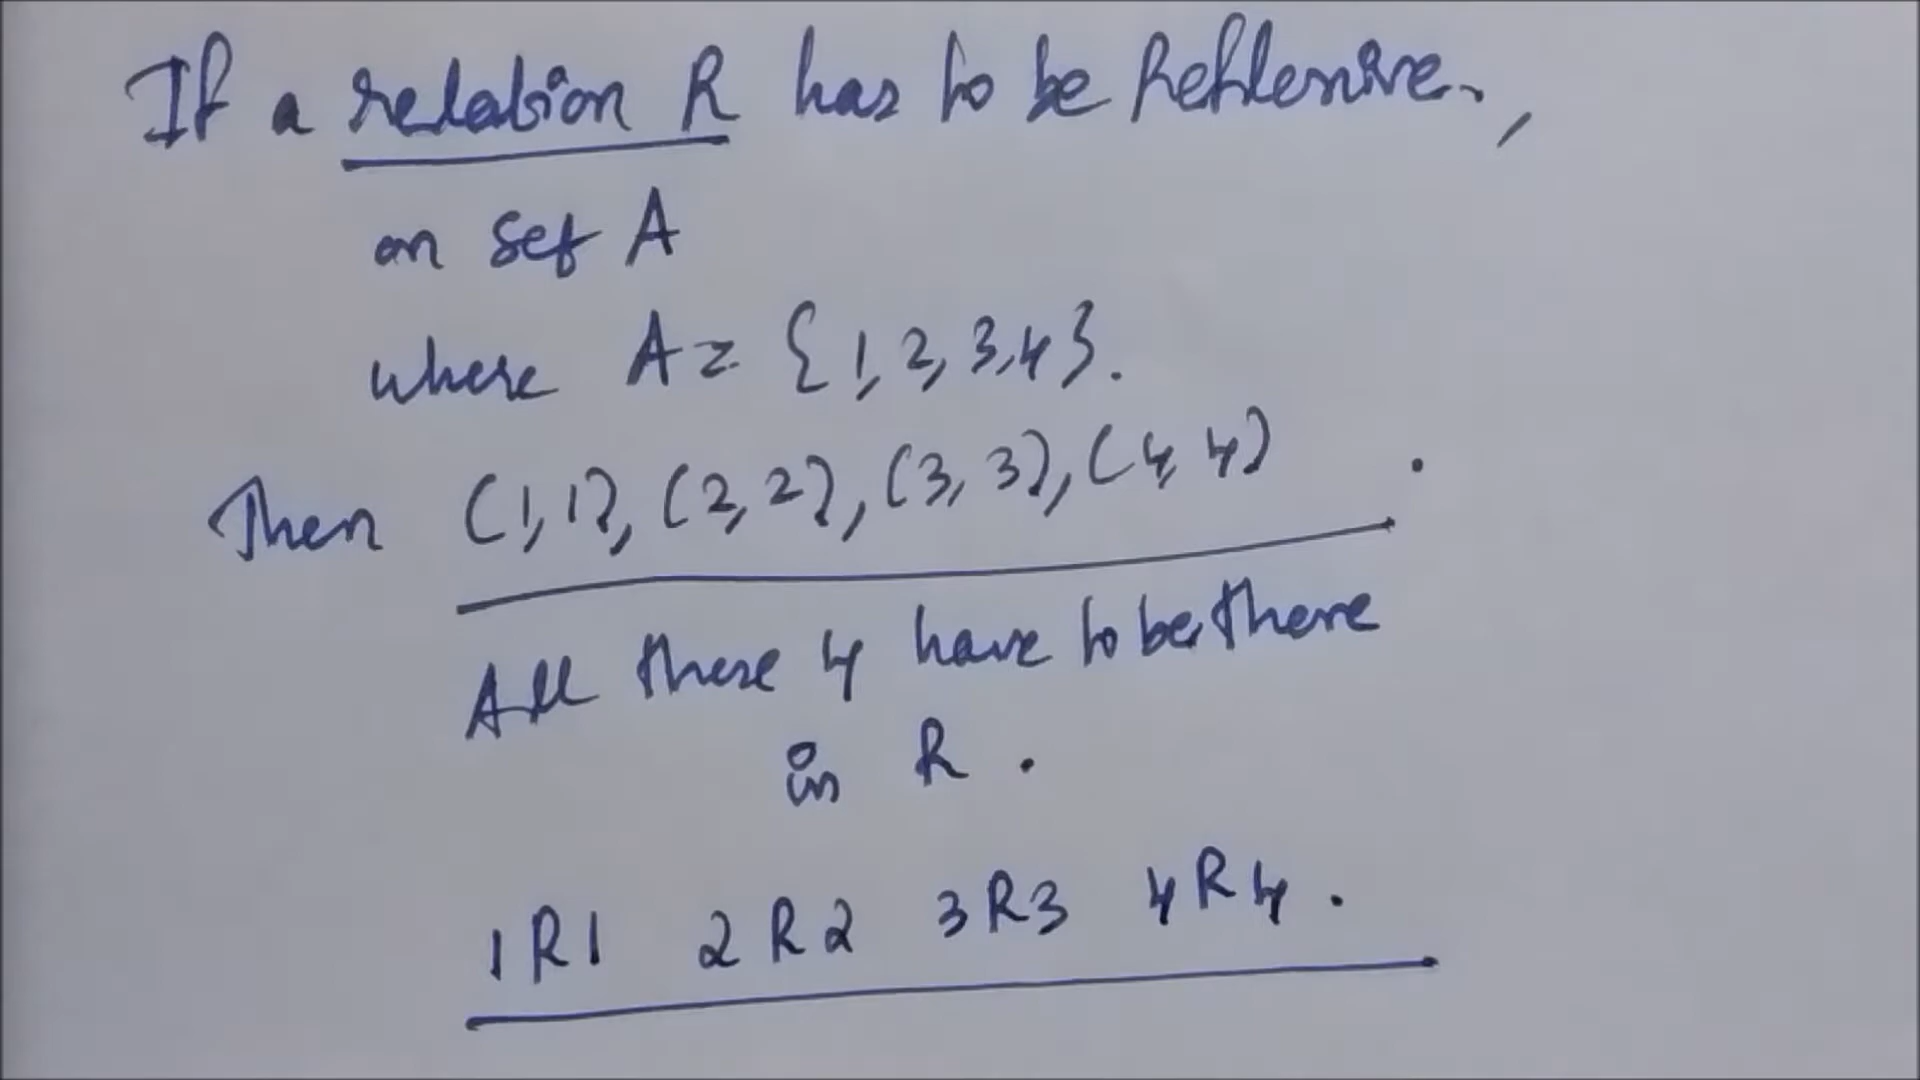 If a relation R has to be Reflexive,
on set A
where A = {1, 2, 3, 4}.
Then (1, 1), (2, 2), (3, 3), (4, 4) .
All these 4 have to be there
in R .
1R1 2R2 3R3 4R4 .